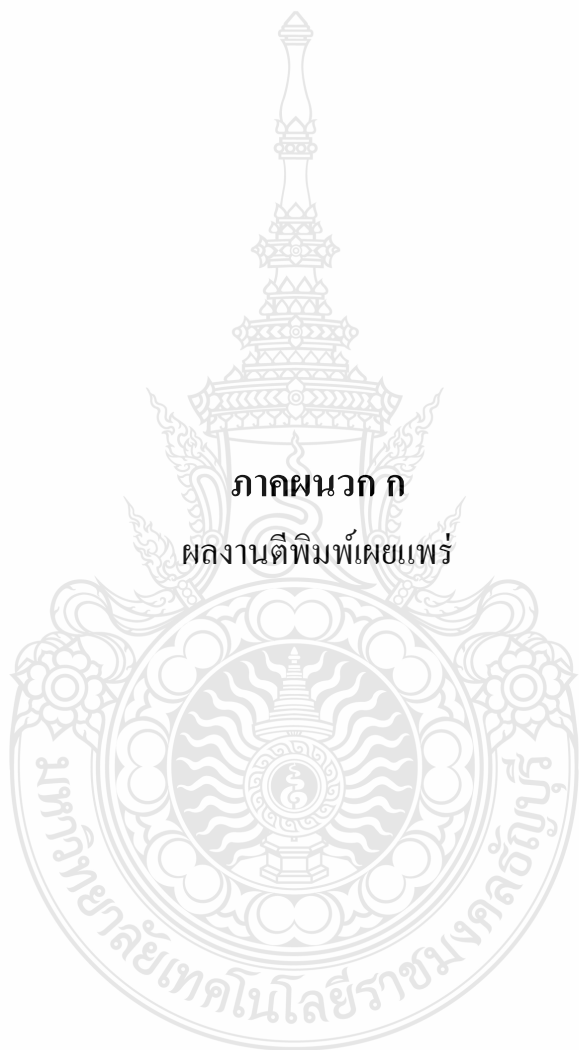 ภาคผนวก ก
ผลงานตีพิมพ์เผยแพร่
มหาวิทยาลัยเทคโนโลยีราชมงคลธัญบุรี